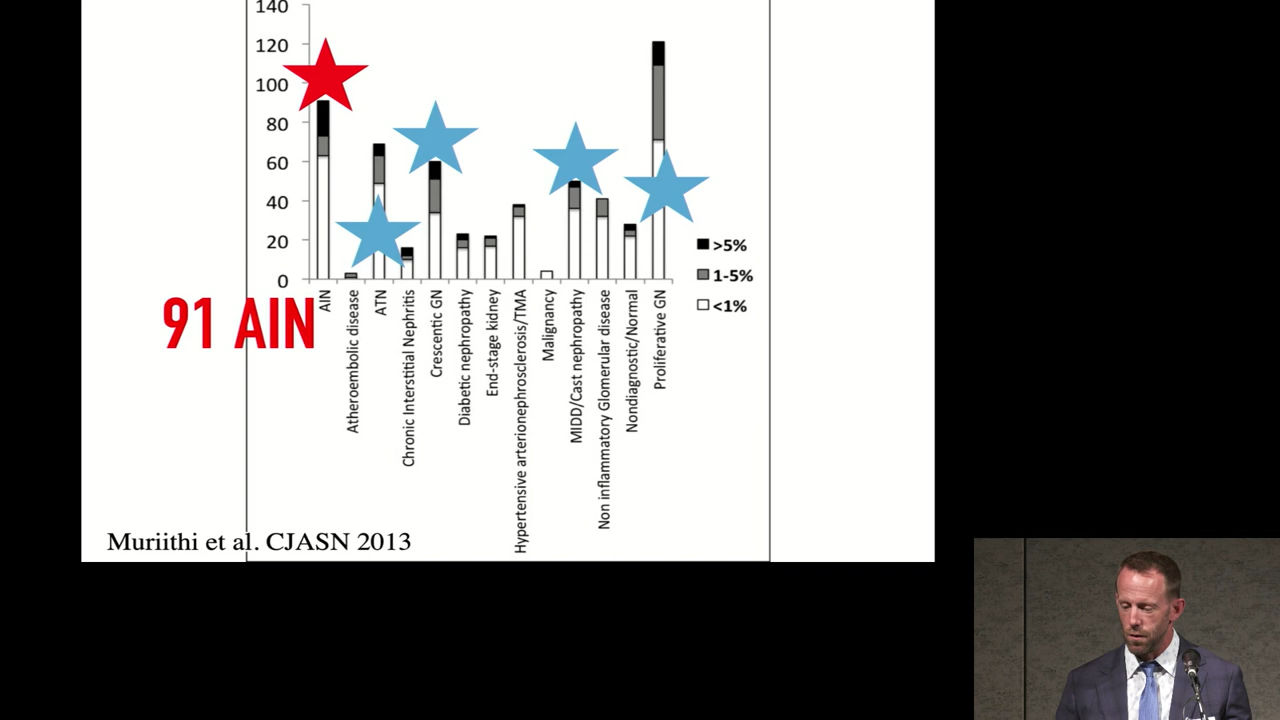 140
120
100
80
60
40
20
0
>5%
1-5%
<1%
91 AIN
AIN
Atheroembolic disease
ATN
Chronic Interstitial Nephritis
Crescentic GN
Diabetic nephropathy
End-stage kidney
Hypertensive arterionephrosclerosis/TMA
Malignancy
MIDD/Cast nephropathy
Non inflammatory Glomerular disease
Nondiagnostic/Normal
Proliferative GN
Muriithi et al. CJASN 2013